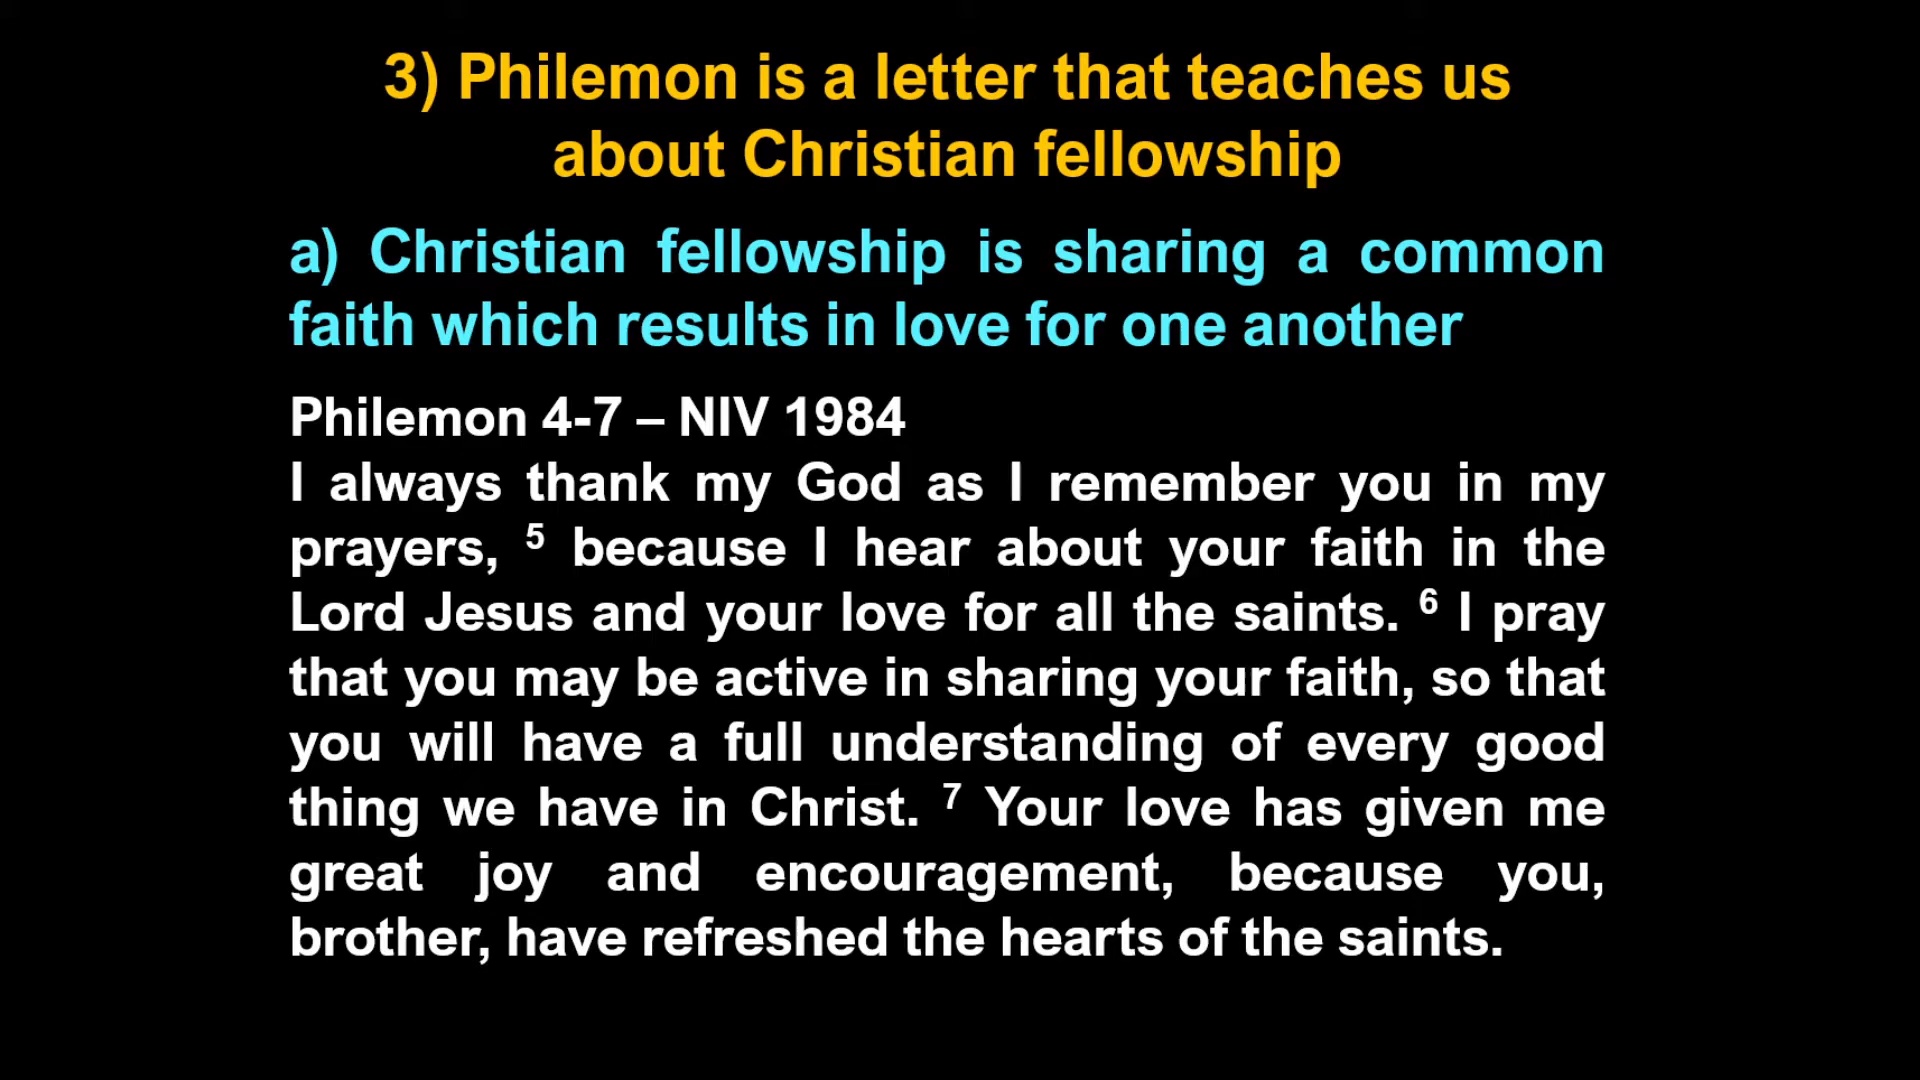 3) Philemon is a letter that teaches us
about Christian fellowship
a) Christian fellowship is sharing a common
faith which results in love for one another
Philemon 4-7 – NIV 1984
I always thank my God as I remember you in my
prayers, ⁵ because I hear about your faith in the
Lord Jesus and your love for all the saints. ⁶ I pray
that you may be active in sharing your faith, so that
you will have a full understanding of every good
thing we have in Christ. ⁷ Your love has given me
great joy and encouragement, because you,
brother, have refreshed the hearts of the saints.